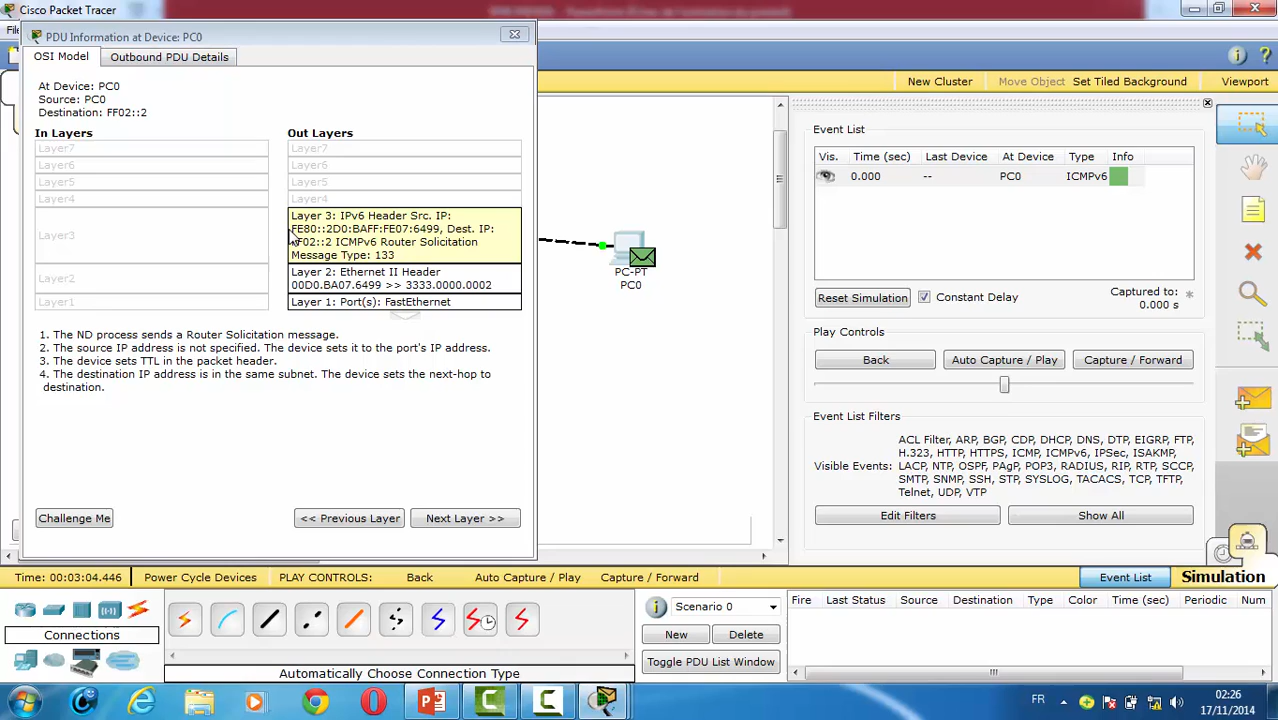 Cisco Packet Tracer
PDU Information at Device: PC0
OSI Model
Outbound PDU Details
At Device: PC0
Source: PC0
Destination: FF02::2
In Layers
Out Layers
Layer7
Layer7
Layer6
Layer6
Layer5
Layer5
Layer4
Layer4
Layer3
Layer 3: IPv6 Header Src. IP:
FE80::2D0:BAFF:FE07:6499, Dest. IP:
FF02::2 ICMPv6 Router Solicitation
Message Type: 133
Layer2
Layer 2: Ethernet II Header
00D0.BA07.6499 >> 3333.0000.0002
Layer1
Layer 1: Port(s): FastEthernet
1. The ND process sends a Router Solicitation message.
2. The source IP address is not specified. The device sets it to the port's IP address.
3. The device sets TTL in the packet header.
4. The destination IP address is in the same subnet. The device sets the next-hop to
destination.
Challenge Me
<< Previous Layer
Next Layer >>
PC-PT
PC0
New Cluster
Move Object
Set Tiled Background
Viewport
Event List
Vis.
Time (sec)
Last Device
At Device
Type
Info
0.000
--
PC0
ICMPv6
Reset Simulation
Constant Delay
Captured to:
0.000 s
*
Play Controls
Back
Auto Capture / Play
Capture / Forward
Event List Filters
Visible Events:
ACL Filter, ARP, BGP, CDP, DHCP, DNS, DTP, EIGRP, FTP,
H.323, HTTP, HTTPS, ICMP, ICMPv6, IPSec, ISAKMP,
LACP, NTP, OSPF, PAgP, POP3, RADIUS, RIP, RTP, SCCP,
SMTP, SNMP, SSH, STP, SYSLOG, TACACS, TCP, TFTP,
Telnet, UDP, VTP
Edit Filters
Show All
Time: 00:03:04.446
Power Cycle Devices
PLAY CONTROLS:
Back
Auto Capture / Play
Capture / Forward
Event List
Simulation
Connections
Automatically Choose Connection Type
Scenario 0
New
Delete
Toggle PDU List Window
Fire
Last Status
Source
Destination
Type
Color
Time (sec)
Periodic
Num
FR
02:26
17/11/2014